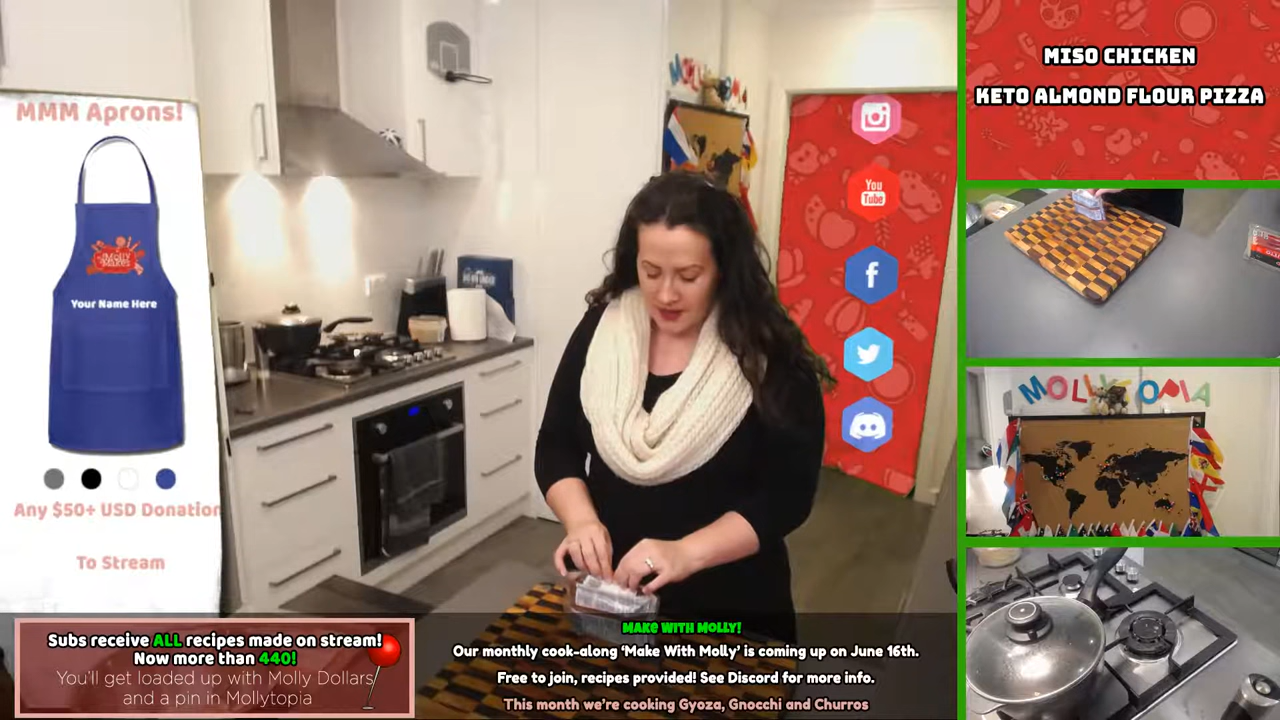 MMM Aprons!
Molly Makes
Your Name Here
Any $50+ USD Donation
To Stream
MOLLYTOPIA
You
Tube
MISO CHICKEN
KETO ALMOND FLOUR PIZZA
MOLLYTOPIA
Subs receive ALL recipes made on stream!
Now more than 440!
You'll get loaded up with Molly Dollars
and a pin in Mollytopia
MAKE WITH MOLLY!
Our monthly cook-along 'Make With Molly' is coming up on June 16th.
Free to join, recipes provided! See Discord for more info.
This month we're cooking Gyoza, Gnocchi and Churros